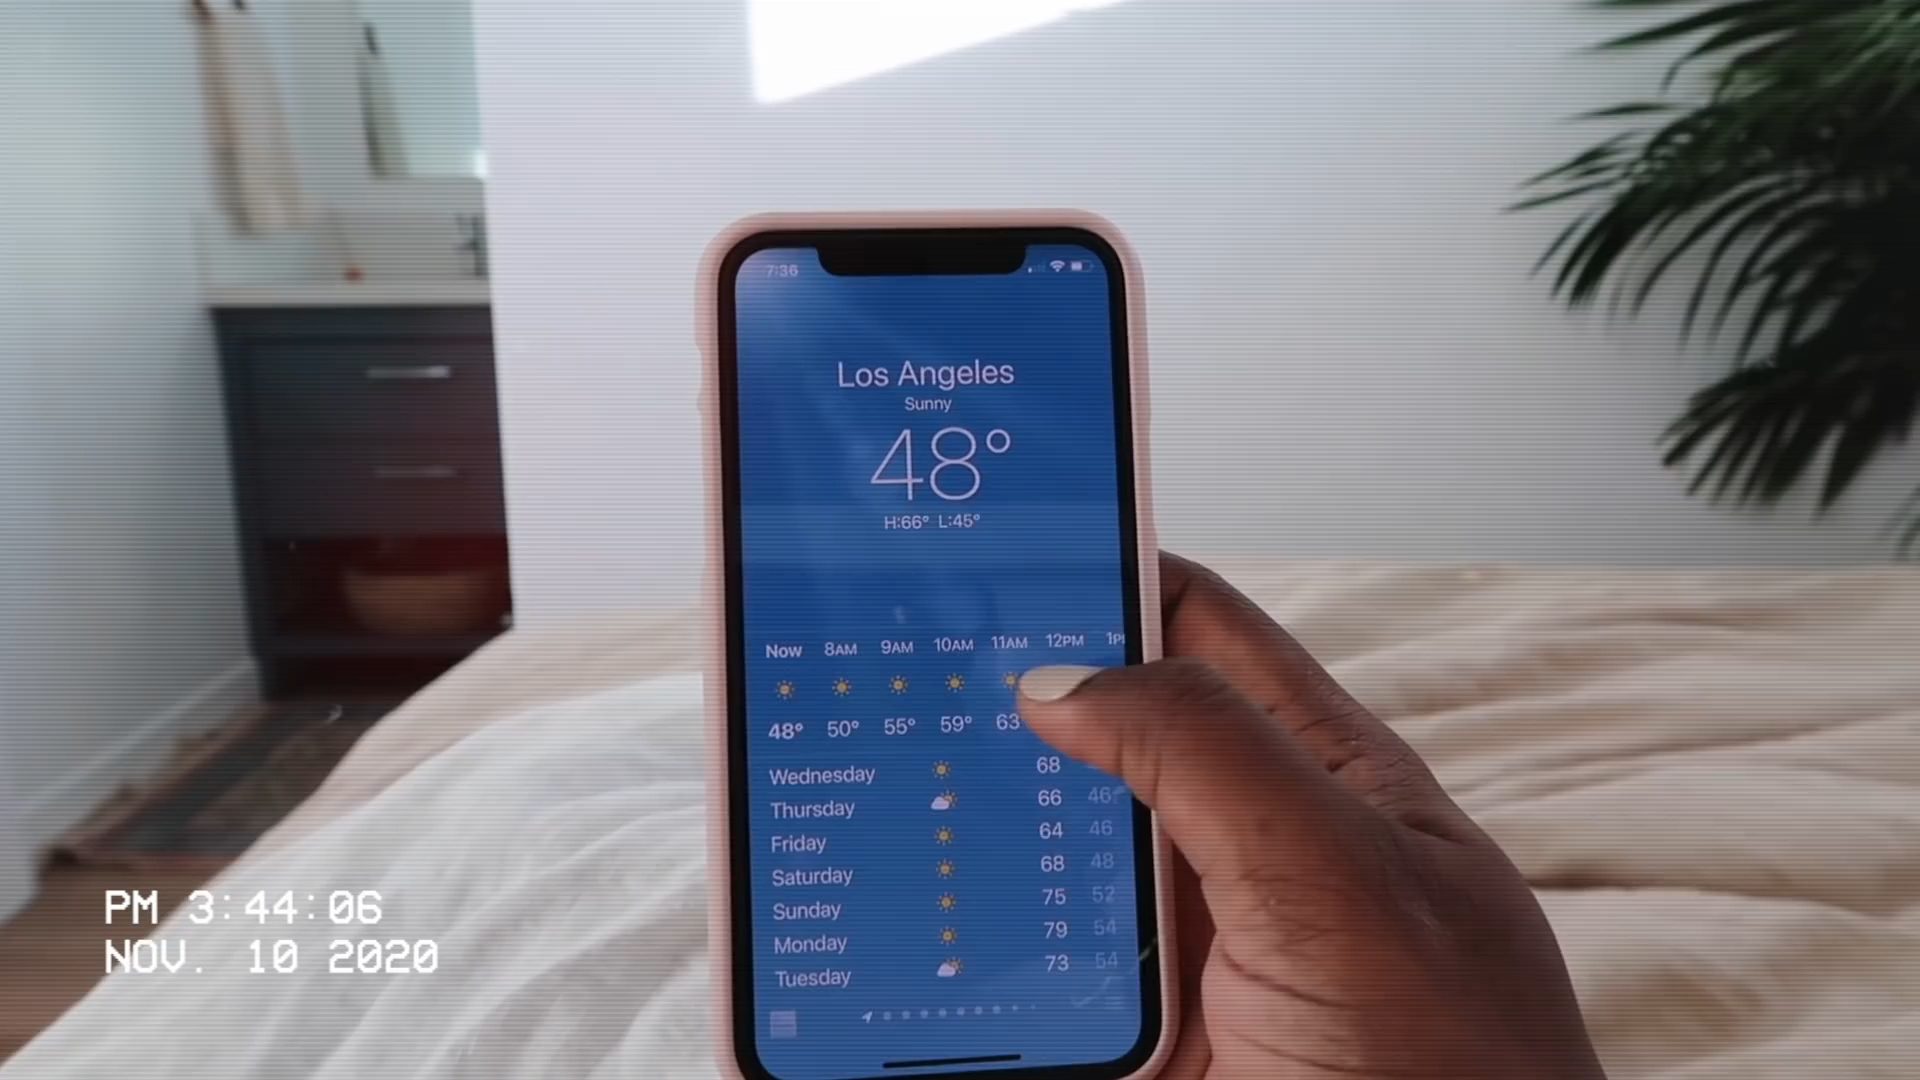 7:36
Los Angeles
Sunny
48°
H:66° L:45°
Now 8AM 9AM 10AM 11AM 12PM
48° 50° 55° 59° 63
Wednesday 68
Thursday 66 46
Friday 64 46
Saturday 68 48
Sunday 75 52
Monday 79 54
Tuesday 73 54
PM 3:44:06
NOV. 10 2020